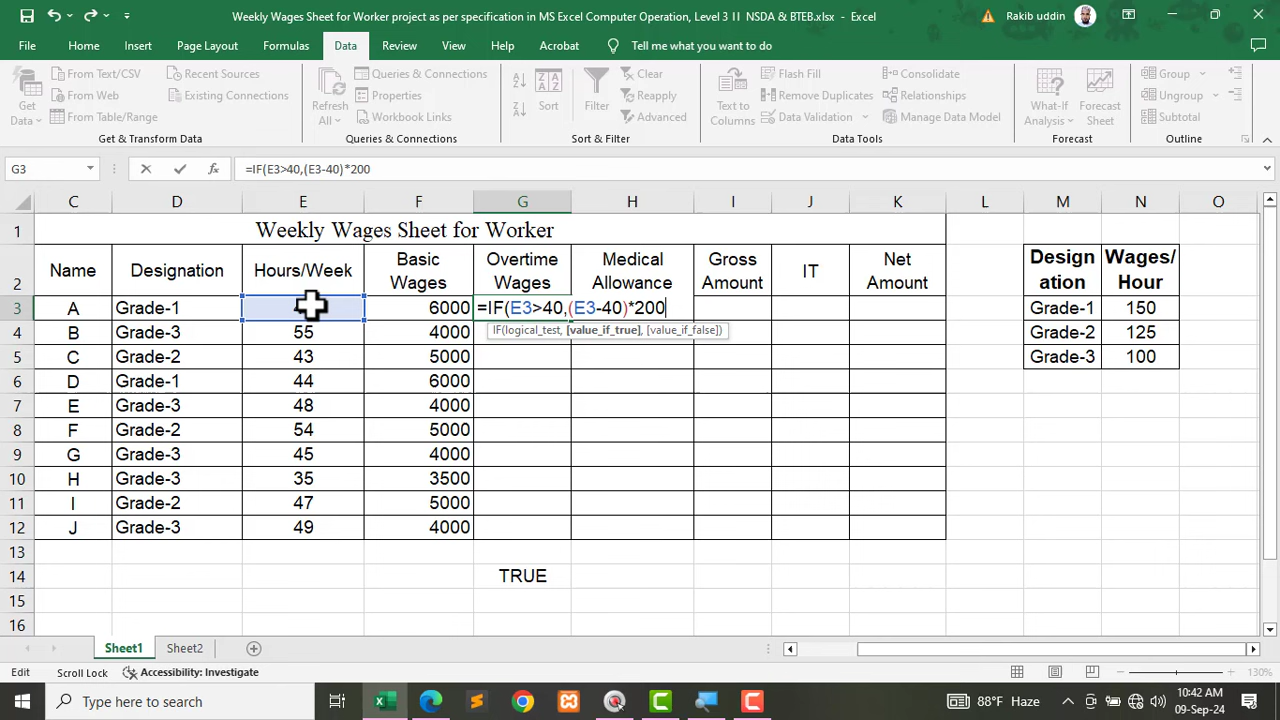 Weekly Wages Sheet for Worker project as per specification in MS Excel Computer Operation, Level 3 II NSDA & BTEB.xlsx - Excel
Rakib uddin
File Home Insert Page Layout Formulas Data Review View Help Acrobat Tell me what you want to do
Get Data
From Text/CSV
From Web
From Table/Range
Recent Sources
Existing Connections
Get & Transform Data
Refresh All
Queries & Connections
Properties
Workbook Links
Queries & Connections
Sort
Filter
Clear
Reapply
Advanced
Sort & Filter
Text to Columns
Flash Fill
Remove Duplicates
Data Validation
Consolidate
Relationships
Manage Data Model
Data Tools
What-If Analysis
Forecast Sheet
Forecast
Group
Ungroup
Subtotal
Outline
G3 fx =IF(E3>40,(E3-40)*200
C D E F G H I J K L M N O
1 Weekly Wages Sheet for Worker
2 Name Designation Hours/Week Basic Wages Overtime Wages Medical Allowance Gross Amount IT Net Amount Design ation Wages/ Hour
3 A Grade-1 6000 =IF(E3>40,(E3-40)*200 Grade-1 150
IF(logical_test, [value_if_true], [value_if_false])
4 B Grade-3 55 4000 Grade-2 125
5 C Grade-2 43 5000 Grade-3 100
6 D Grade-1 44 6000
7 E Grade-3 48 4000
8 F Grade-2 54 5000
9 G Grade-3 45 4000
10 H Grade-3 35 3500
11 I Grade-2 47 5000
12 J Grade-3 49 4000
13
14 TRUE
15
16
Sheet1 Sheet2
Edit Scroll Lock Accessibility: Investigate 130%
Type here to search
88°F Haze
10:42 AM
09-Sep-24